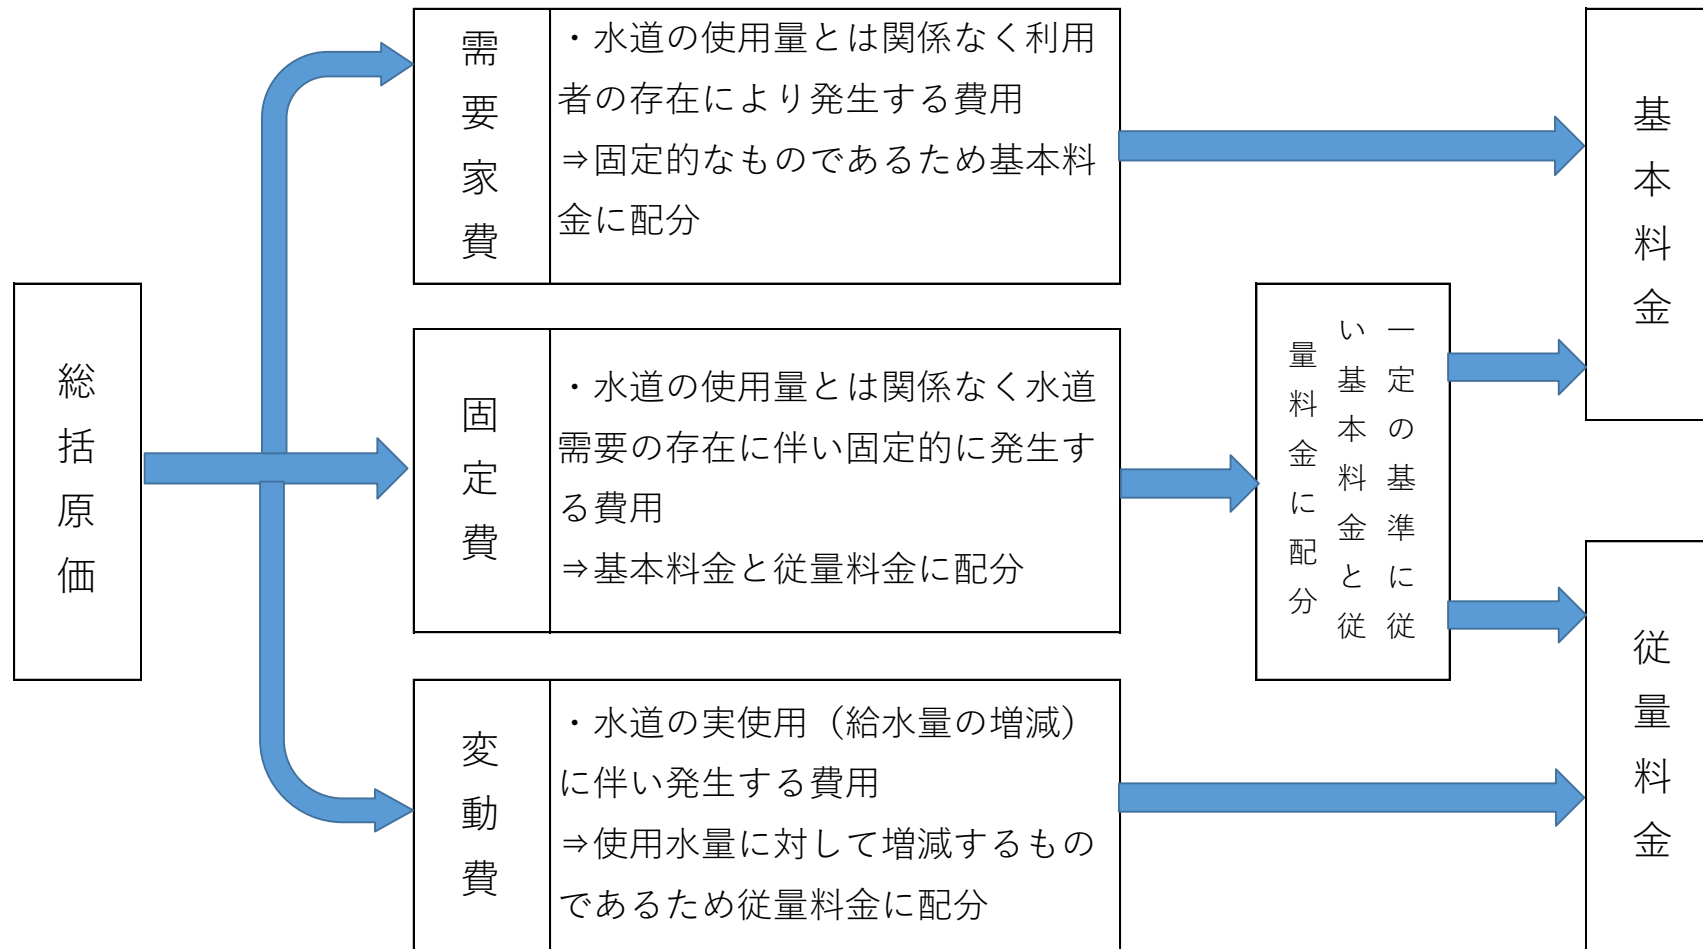 総括原価
需要家費
・水道の使用量とは関係なく利用
者の存在により発生する費用
⇒固定的なものであるため基本料
金に配分
固定費
・水道の使用量とは関係なく水道
需要の存在に伴い固定的に発生す
る費用
⇒基本料金と従量料金に配分
変動費
・水道の実使用（給水量の増減）
に伴い発生する費用
⇒使用水量に対して増減するもの
であるため従量料金に配分
一定の基準に従
い基本料金と従
量料金に配分
基本料金
従量料金